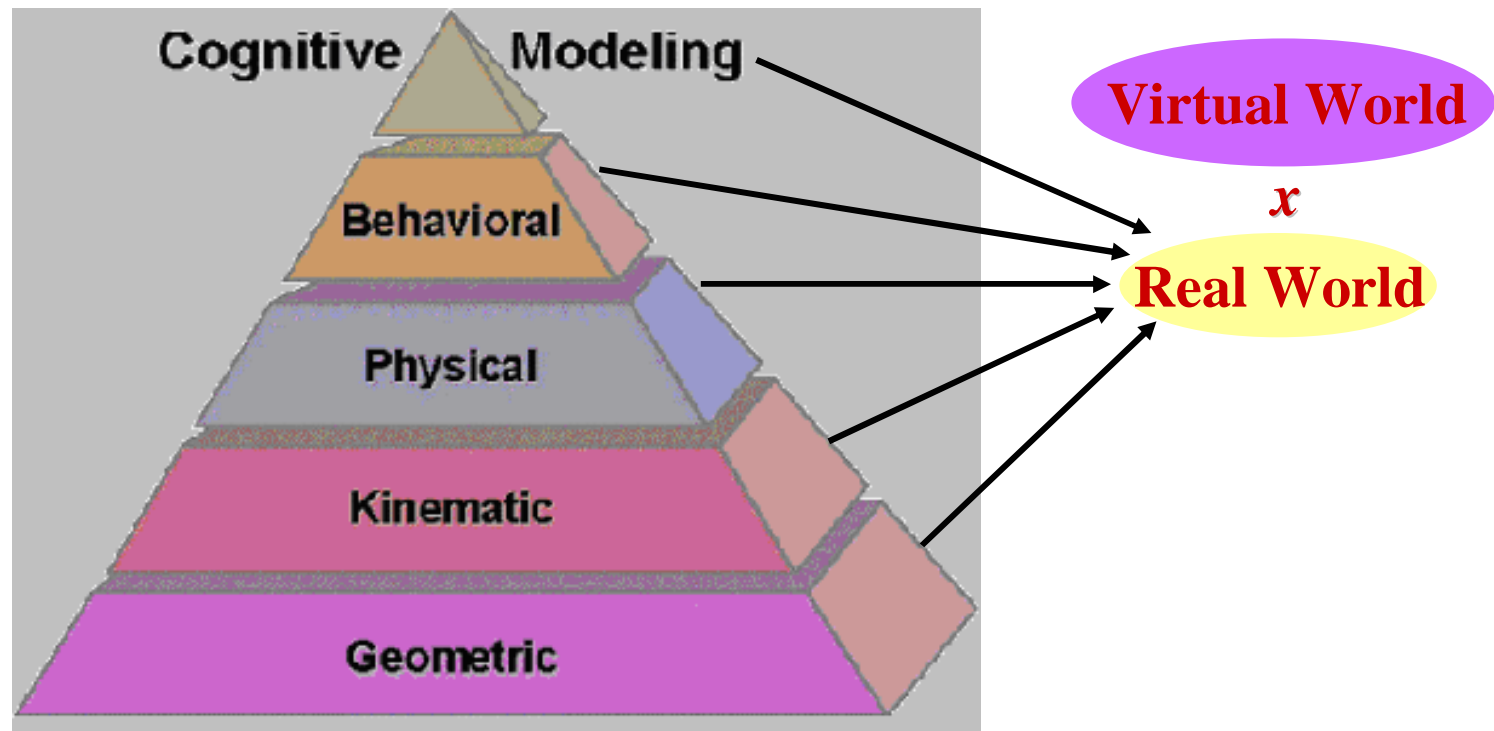 Cognitive Modeling
Behavioral
Physical
Kinematic
Geometric
Virtual World
x
Real World